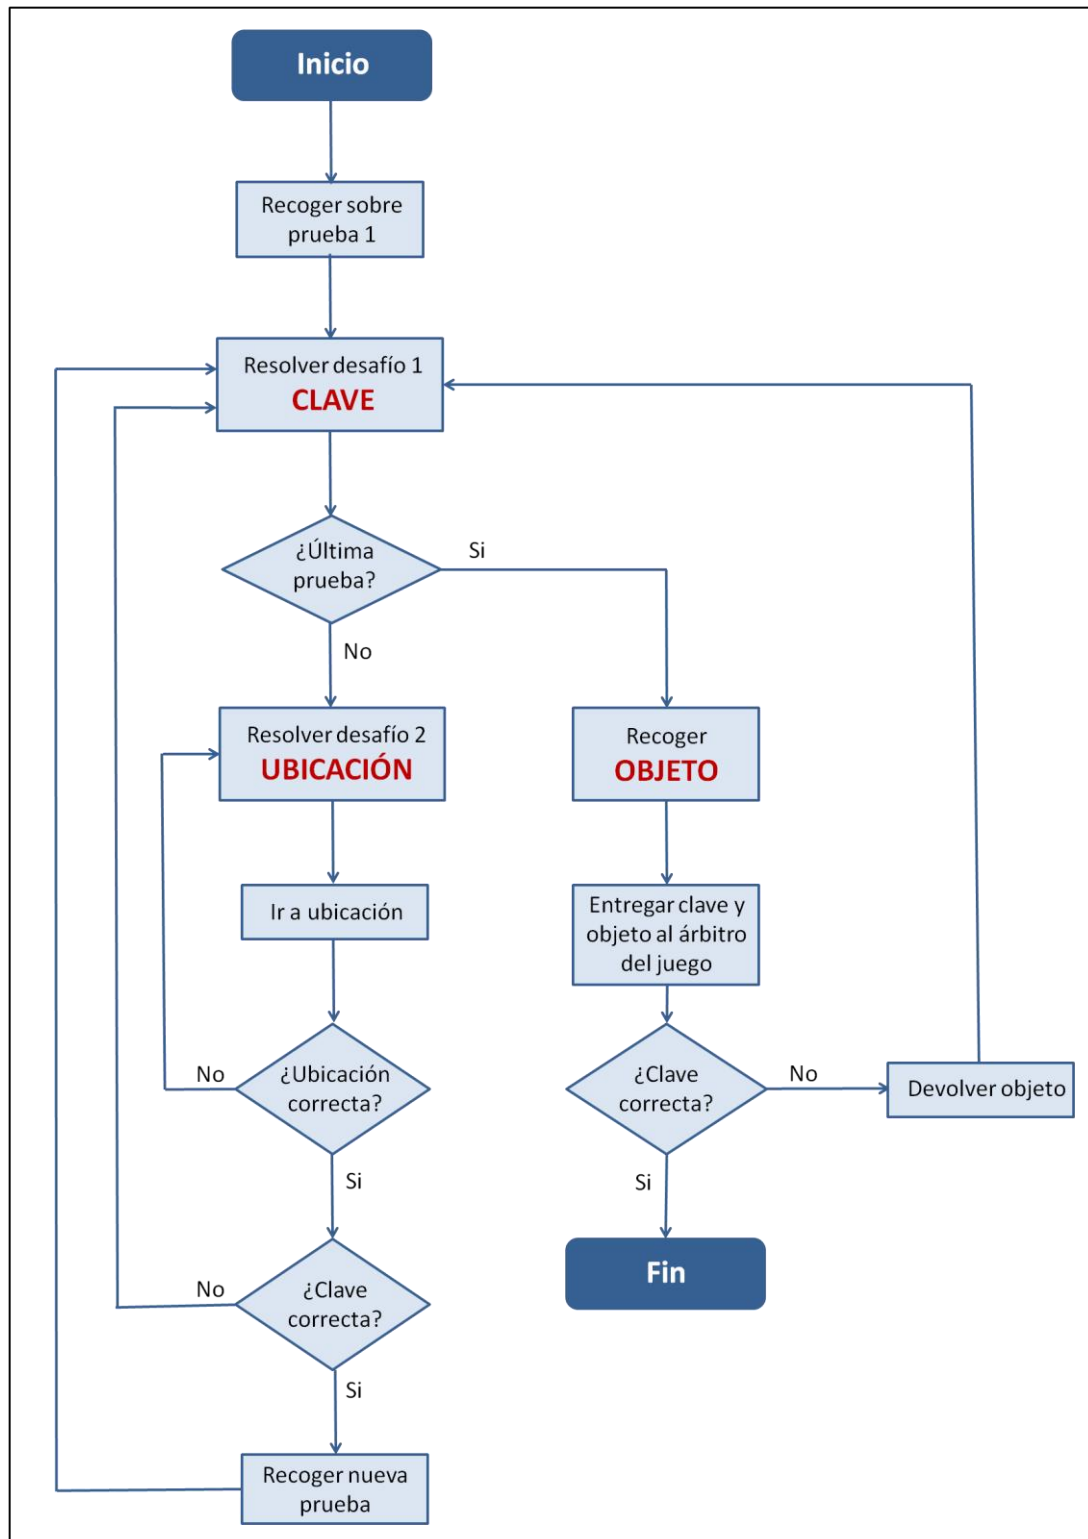 Inicio
Recoger sobre
prueba 1
Resolver desafío 1
CLAVE
¿Última
prueba?
Si
No
Resolver desafío 2
UBICACIÓN
Recoger
OBJETO
Ir a ubicación
Entregar clave y
objeto al árbitro
del juego
No
¿Ubicación
correcta?
¿Clave
correcta?
No
Devolver objeto
Si
Si
Fin
No
¿Clave
correcta?
Si
Recoger nueva
prueba